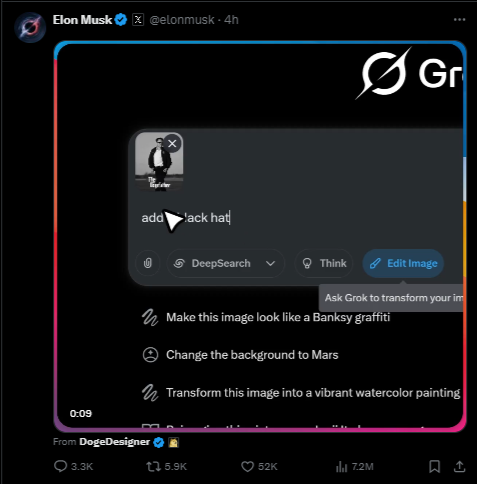 Elon Musk @elonmusk · 4h
Gr
The
add lack hat
DeepSearch
Think
Edit Image
Ask Grok to transform your im
Make this image look like a Banksy graffiti
Change the background to Mars
Transform this image into a vibrant watercolor painting
0:09
From DogeDesigner
3.3K
5.9K
52K
7.2M